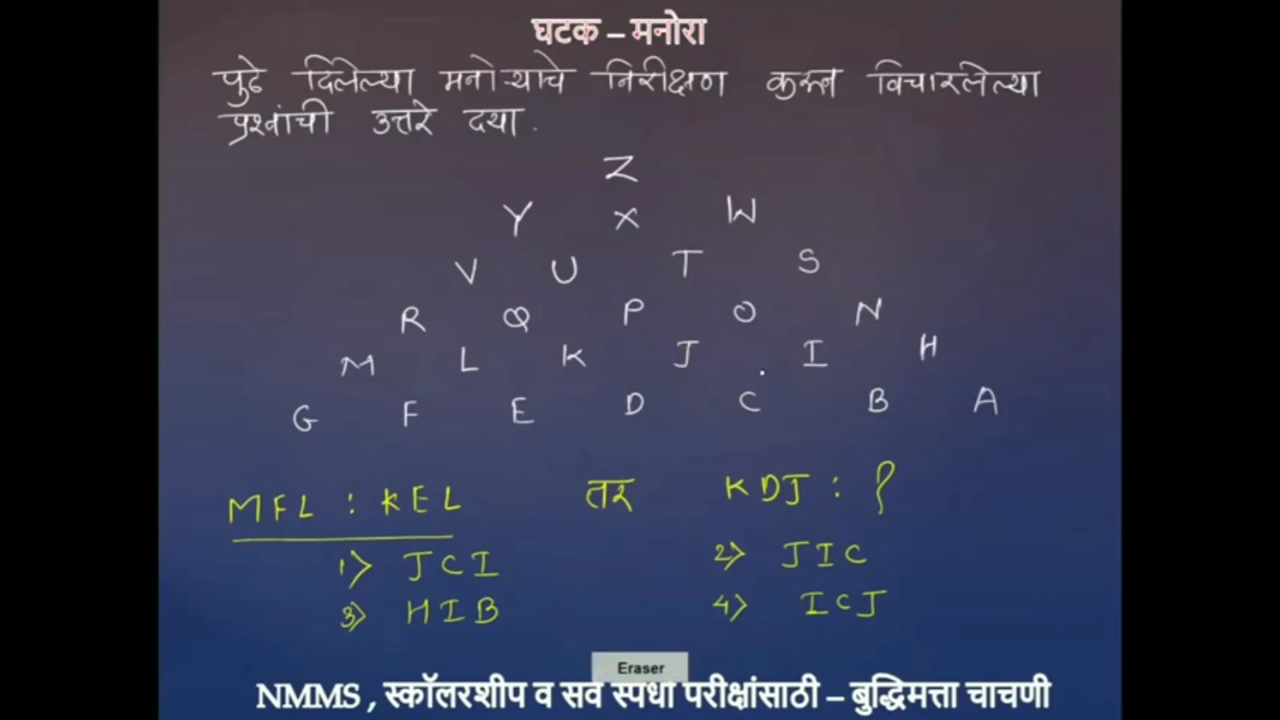 घटक – मनोरा
पुढे दिलेल्या मनोऱ्याचे निरीक्षण करून विचारलेल्या
प्रश्नांची उत्तरे दया.
Z
Y X W
V U T S
R Q P O N
M L K J I H
G F E D C B A
MFL : KEL तर KDJ : ?
1) JCI 2) JIC
3) HIB 4) ICJ
Eraser
NMMS , स्कॉलरशीप व सर्व स्पर्धा परीक्षांसाठी – बुद्धिमत्ता चाचणी